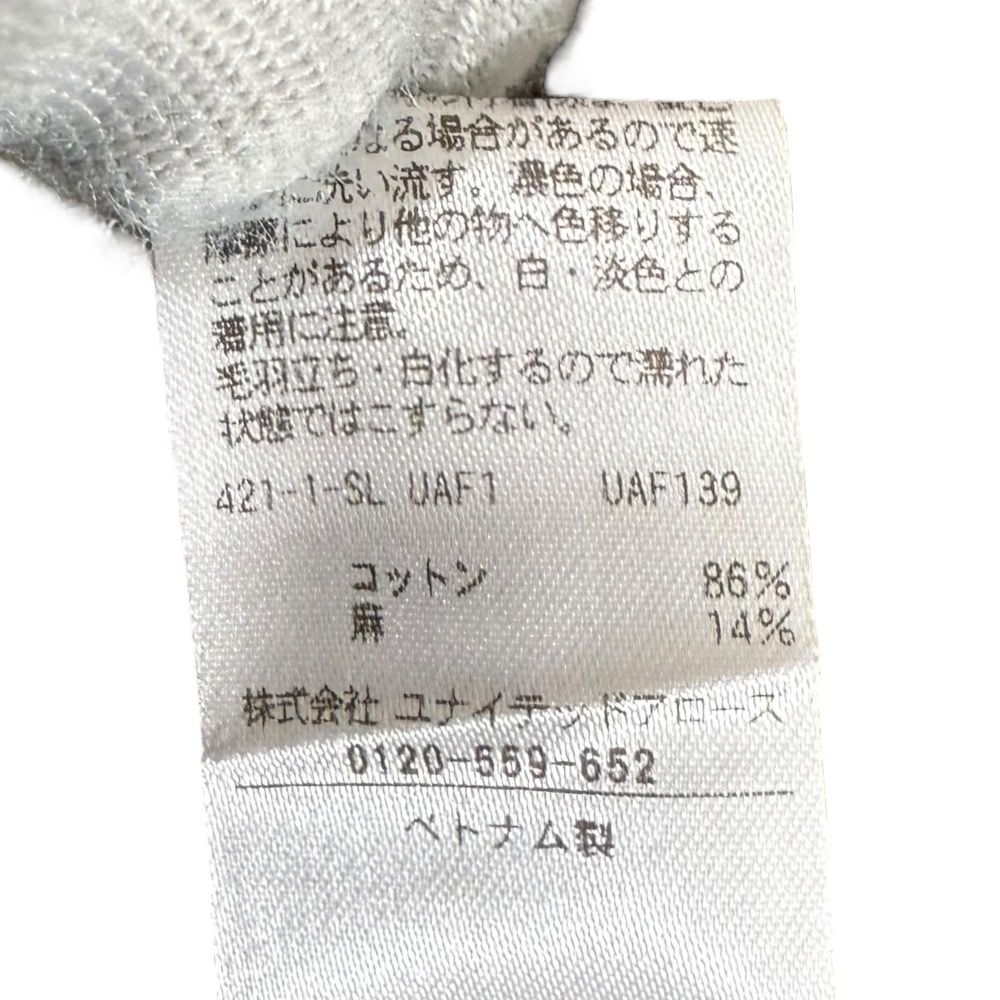 なる場合があるので速
洗い流す。濃色の場合、
により他の物へ色移りする
ことがあるため、白・淡色との
着用に注意。
毛羽立ち・白化するので濡れた
状態ではこすらない。
421-1-SL UAF1 UAF139
コットン 86%
麻 14%
株式会社 ユナイテッドアローズ
0120-559-652
ベトナム製